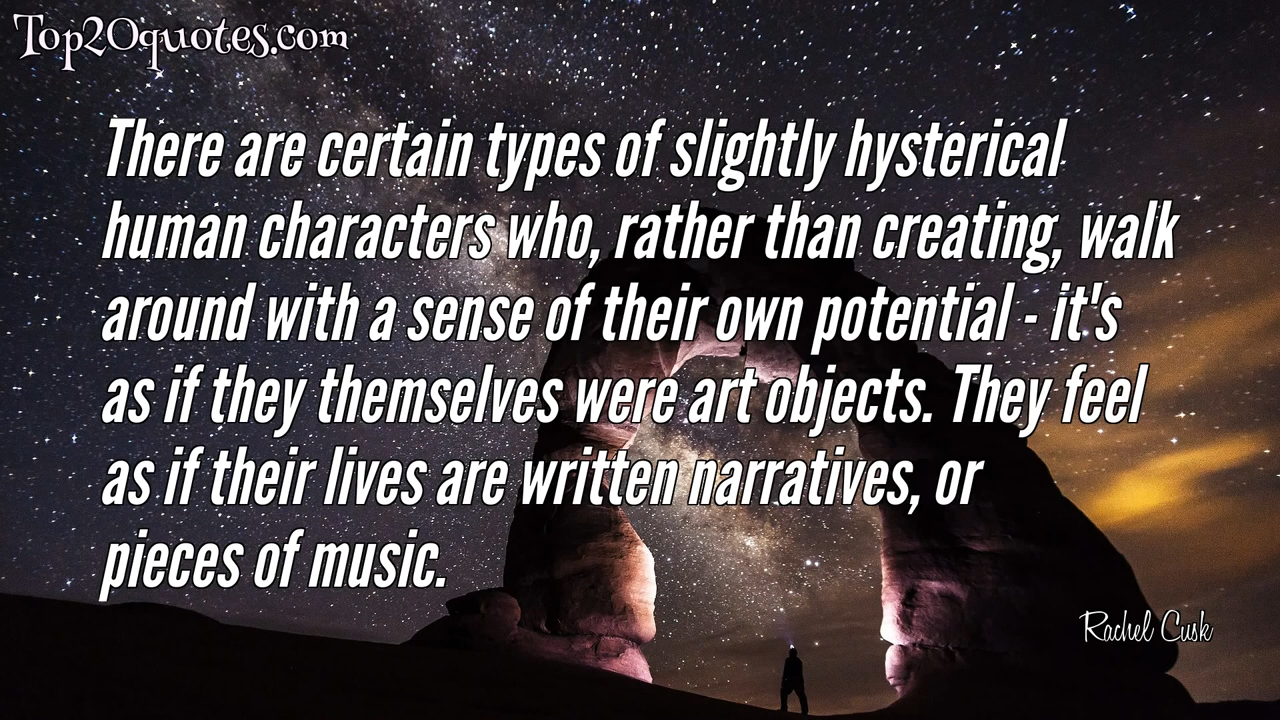 Top20quotes.com
There are certain types of slightly hysterical
human characters who, rather than creating, walk
around with a sense of their own potential - it's
as if they themselves were art objects. They feel
as if their lives are written narratives, or
pieces of music.
Rachel Cusk